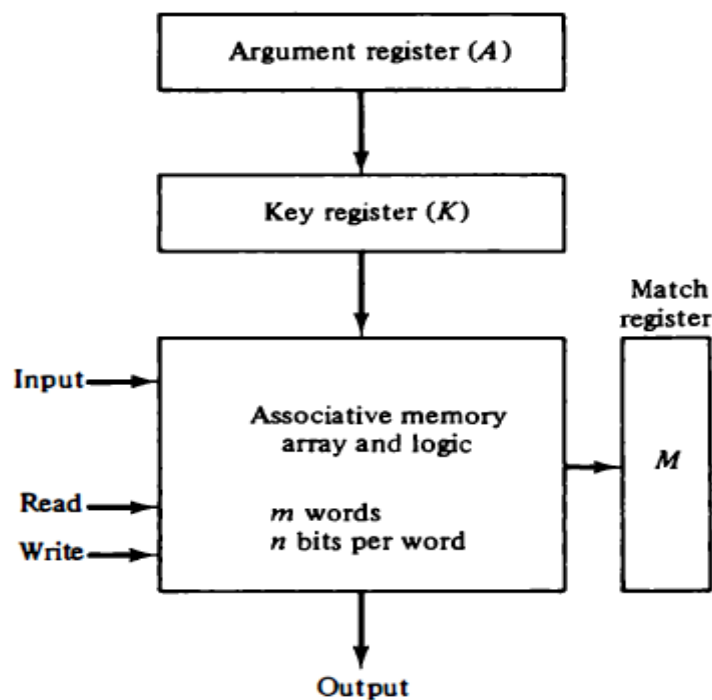 Argument register (A)
Key register (K)
Match
register
Input
Associative memory
array and logic
M
Read
m words
Write
n bits per word
Output